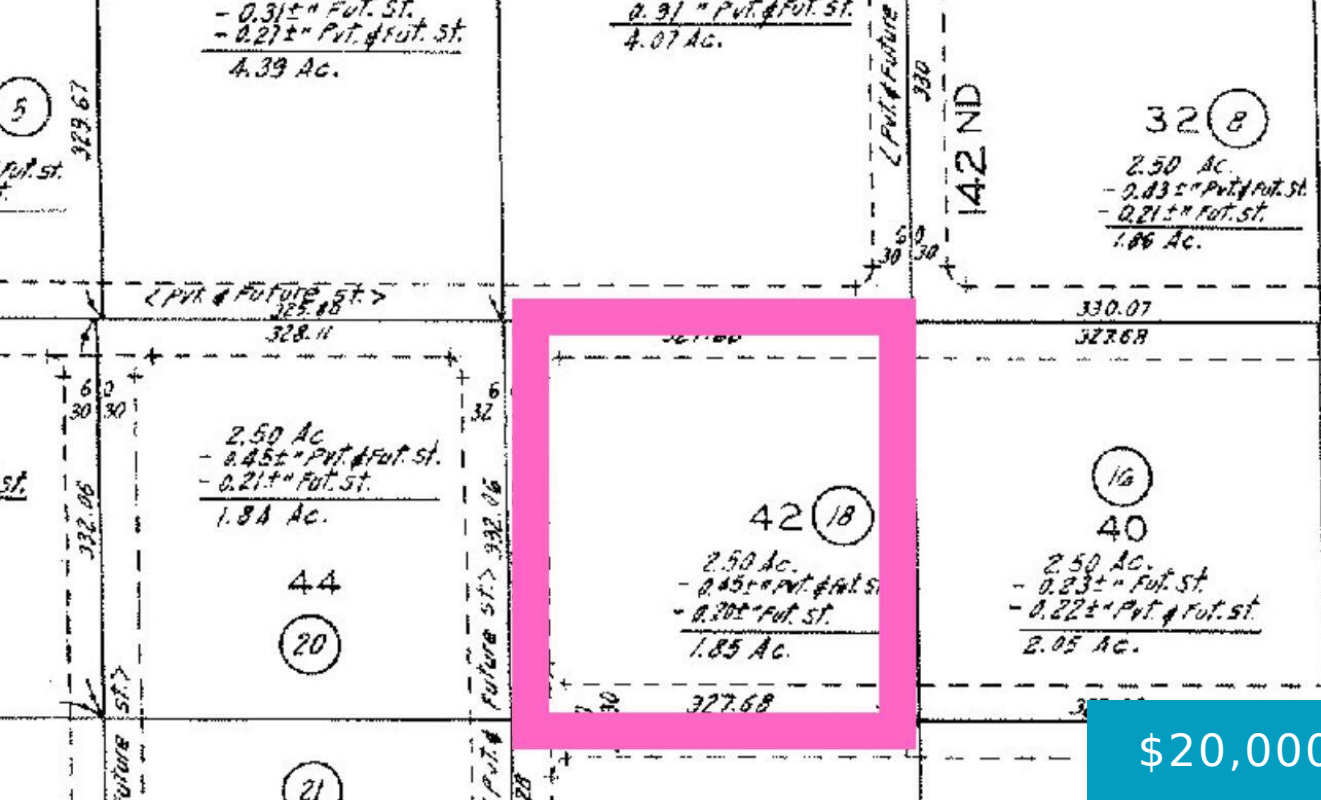 - 0.31±" Fut. St.
- 0.27±" Pvt. & Fut. St.
4.39 Ac.
0.91 " Pvt. & Fut. St.
4.07 Ac.
<Pvt. & Future
330
142 ND
5
329.67
Fut. St.
32 8
2.50 Ac.
- 0.43±" Pvt. & Fut. St.
- 0.21±" Fut. St.
1.86 Ac.
60
30 30
<Pvt. & Future St.>
328.11
330.07
327.68
60
30 30
6
32
2.50 Ac
- 0.45±" Pvt. & Fut. St.
- 0.21±" Fut. St.
1.84 Ac.
44
20
St.
332.06
332.06
Future St.>
42 18
2.50 Ac.
- 0.45±" Pvt. & Fut. St
- 0.20±" Fut. St.
1.85 Ac.
327.68
30
16
40
2.50 Ac.
- 0.23±" Fut. St.
- 0.22±" Pvt. & Fut. St.
2.05 Ac.
Future St.>
<Pvt. &
28
21
$20,000